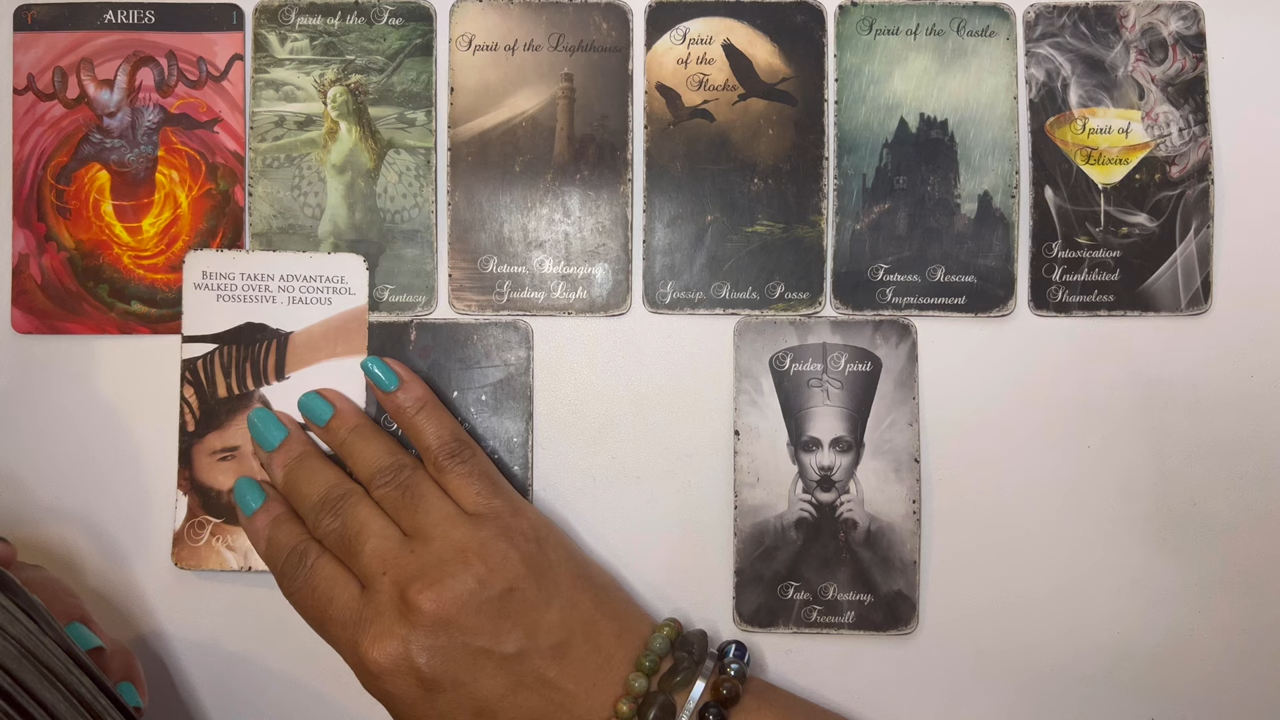 ARIES
1
Spirit of the Fae
Fantasy
Spirit of the Lighthouse
Return, Belonging,
Guiding Light
Spirit
of the
Flocks
Gossip, Rivals, Posse
Spirit of the Castle
Fortress, Rescue,
Imprisonment
Spirit of
Elixirs
Intoxication
Uninhibited
Shameless
BEING TAKEN ADVANTAGE,
WALKED OVER, NO CONTROL,
POSSESSIVE , JEALOUS
Spider Spirit
Fate, Destiny,
Freewill